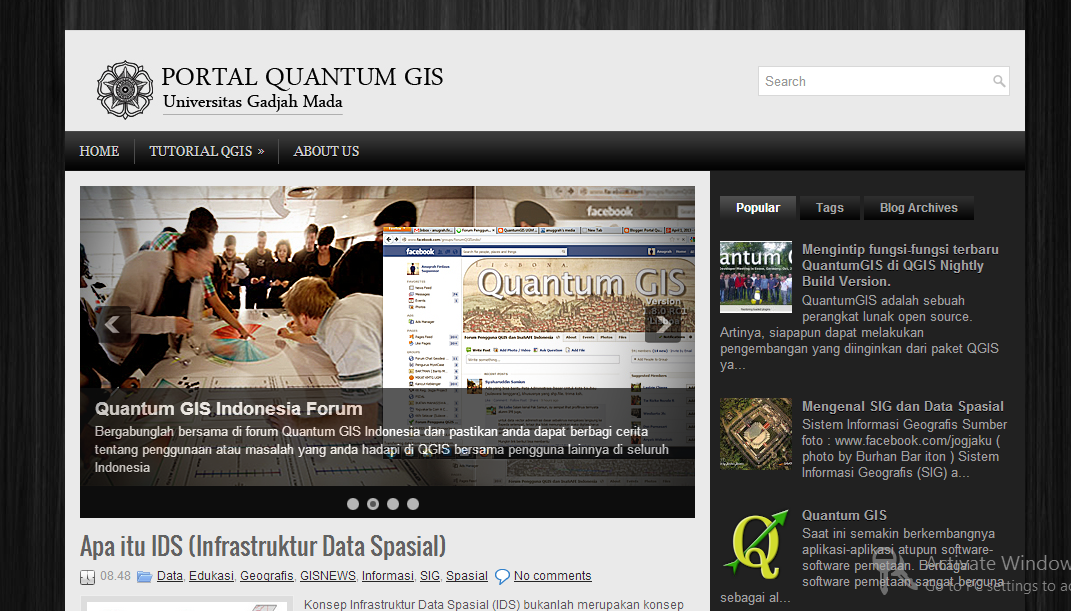 PORTAL QUANTUM GIS
Universitas Gadjah Mada
Search
HOME
TUTORIAL QGIS »
ABOUT US
facebook
facebook
Quantum GIS
Version
1.8.0
Quantum GIS Indonesia Forum
Bergabunglah bersama di forum Quantum GIS Indonesia dan pastikan anda dapat berbagi cerita
tentang penggunaan atau masalah yang anda hadapi di QGIS bersama pengguna lainnya di seluruh
Indonesia
Apa itu IDS (Infrastruktur Data Spasial)
08.48 Data, Edukasi, Geografis, GISNEWS, Informasi, SIG, Spasial No comments
Konsep Infrastruktur Data Spasial (IDS) bukanlah merupakan konsep
Popular
Tags
Blog Archives
Mengintip fungsi-fungsi terbaru
QuantumGIS di QGIS Nightly
Build Version.
QuantumGIS adalah sebuah
perangkat lunak open source.
Artinya, siapapun dapat melakukan
pengembangan yang diinginkan dari paket QGIS
ya...
Mengenal SIG dan Data Spasial
Sistem Informasi Geografis Sumber
foto : www.facebook.com/jogjaku (
photo by Burhan Bar iton ) Sistem
Informasi Geografis (SIG) a...
Quantum GIS
Saat ini semakin berkembangnya
aplikasi-aplikasi atupun software-
software pemetaan. Berbagai
software pemetaan sangat berguna
sebagai al...
Activate Window
Go to PC settings to ac